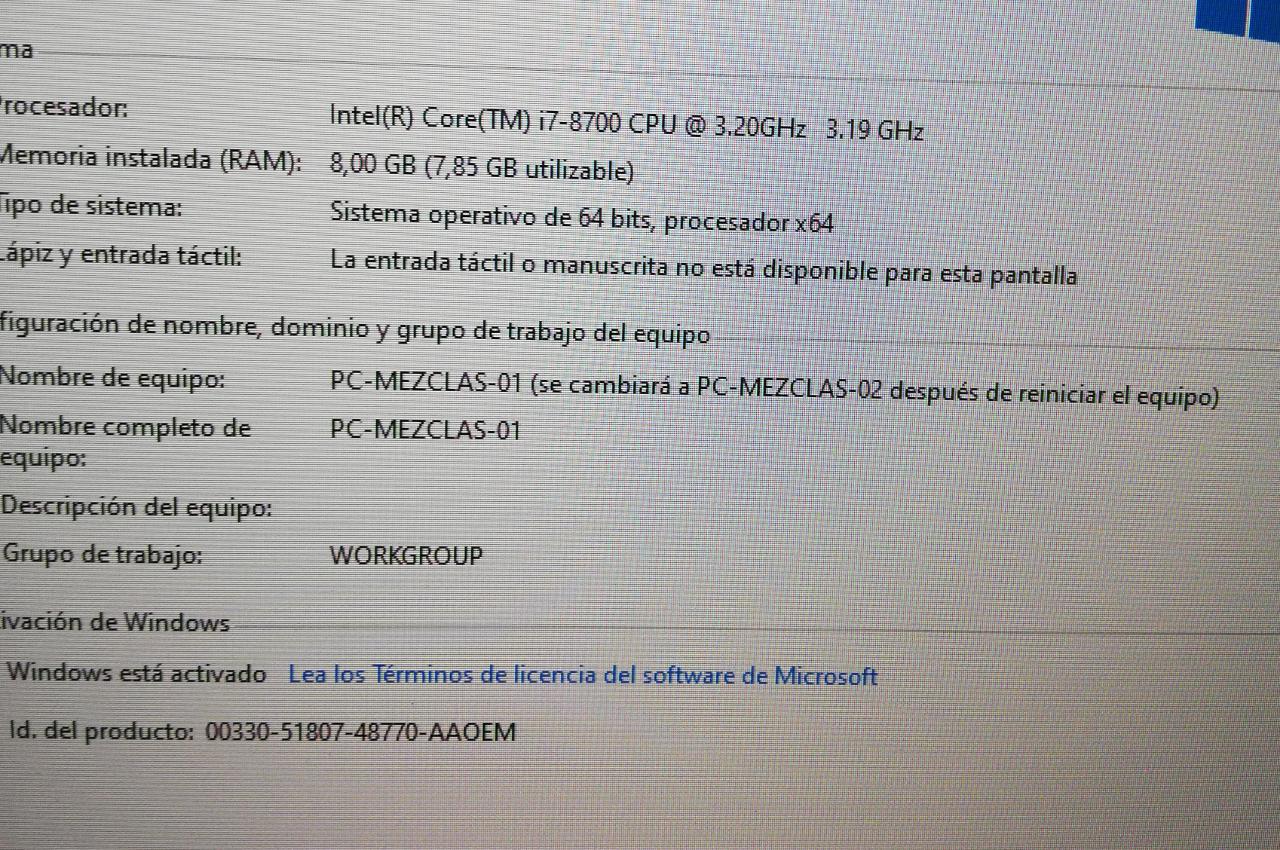 ma
rocesador: Intel(R) Core(TM) i7-8700 CPU @ 3.20GHz 3.19 GHz
Memoria instalada (RAM): 8,00 GB (7,85 GB utilizable)
Tipo de sistema: Sistema operativo de 64 bits, procesador x64
Lápiz y entrada táctil: La entrada táctil o manuscrita no está disponible para esta pantalla
figuración de nombre, dominio y grupo de trabajo del equipo
Nombre de equipo: PC-MEZCLAS-01 (se cambiará a PC-MEZCLAS-02 después de reiniciar el equipo)
Nombre completo de PC-MEZCLAS-01
equipo:
Descripción del equipo:
Grupo de trabajo: WORKGROUP
ivación de Windows
Windows está activado Lea los Términos de licencia del software de Microsoft
Id. del producto: 00330-51807-48770-AAOEM